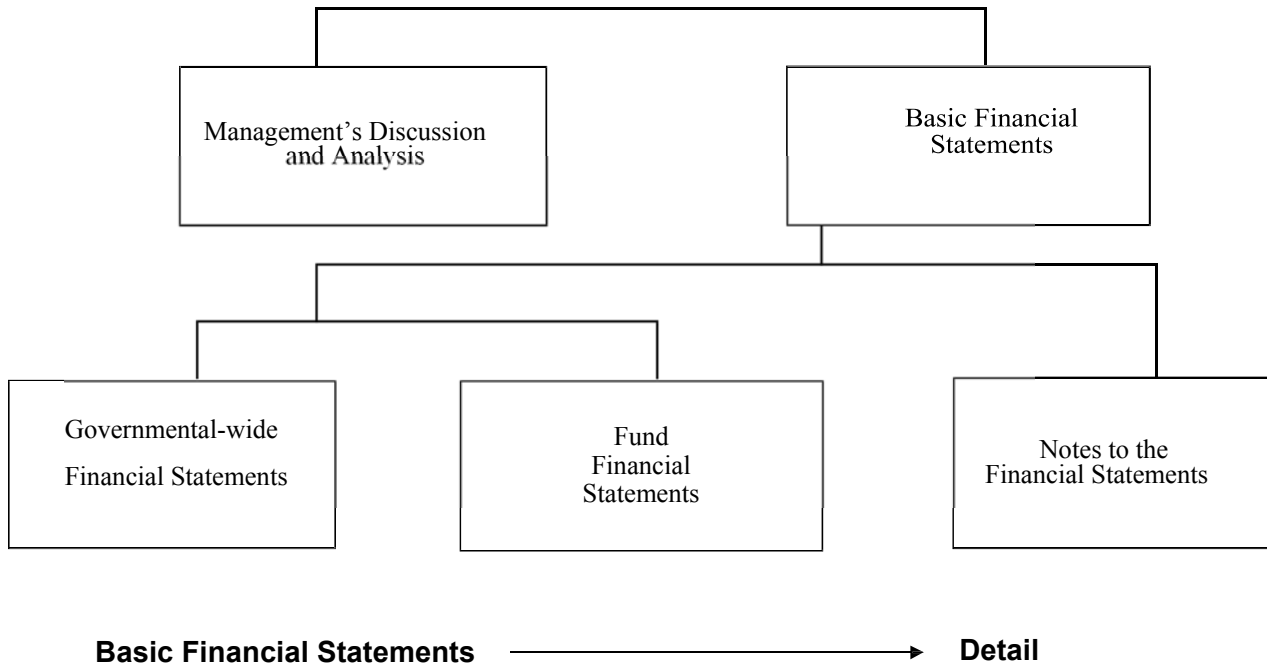 Management’s Discussion
and Analysis
Basic Financial
Statements
Governmental-wide
Financial Statements
Fund
Financial
Statements
Notes to the
Financial Statements
Basic Financial Statements
Detail